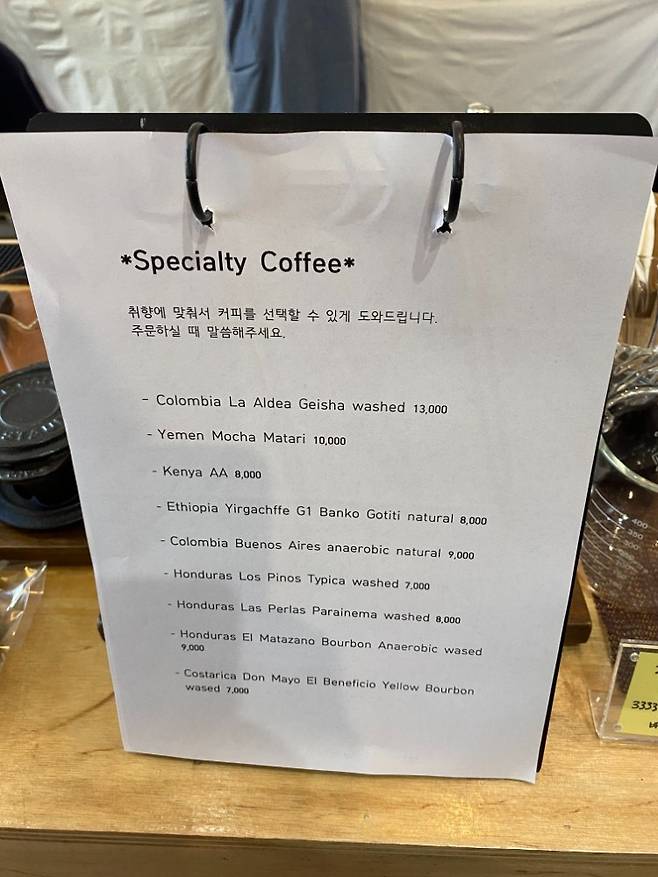 *Specialty Coffee*
취향에 맞춰서 커피를 선택할 수 있게 도와드립니다.
주문하실 때 말씀해주세요.
- Colombia La Aldea Geisha washed 13,000
- Yemen Mocha Matari 10,000
- Kenya AA 8,000
- Ethiopia Yirgachffe G1 Banko Gotiti natural 8,000
- Colombia Buenos Aires anaerobic natural 9,000
- Honduras Los Pinos Typica washed 7,000
- Honduras Las Perlas Parainema washed 8,000
- Honduras El Matazano Bourbon Anaerobic wased
9,000
- Costarica Don Mayo El Beneficio Yellow Bourbon
wased 7,000
400
350
3333